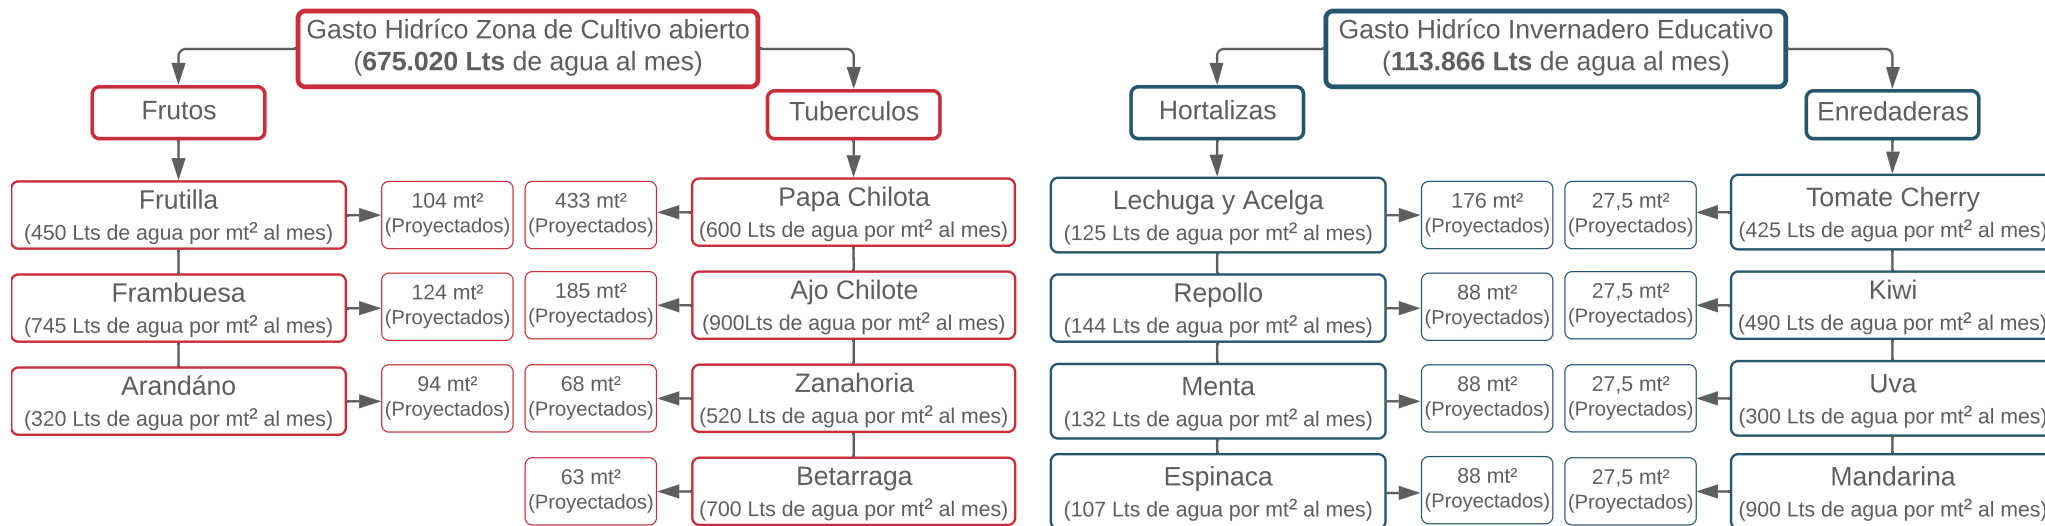 Gasto Hidríco Zona de Cultivo abierto
(675.020 Lts de agua al mes)
Frutos
Tuberculos
Frutilla
(450 Lts de agua por mt² al mes)
104 mt²
(Proyectados)
433 mt²
(Proyectados)
Papa Chilota
(600 Lts de agua por mt² al mes)
Frambuesa
(745 Lts de agua por mt² al mes)
124 mt²
(Proyectados)
185 mt²
(Proyectados)
Ajo Chilote
(900Lts de agua por mt² al mes)
Arandáno
(320 Lts de agua por mt² al mes)
94 mt²
(Proyectados)
68 mt²
(Proyectados)
Zanahoria
(520 Lts de agua por mt² al mes)
63 mt²
(Proyectados)
Betarraga
(700 Lts de agua por mt² al mes)
Gasto Hidríco Invernadero Educativo
(113.866 Lts de agua al mes)
Hortalizas
Enredaderas
Lechuga y Acelga
(125 Lts de agua por mt² al mes)
176 mt²
(Proyectados)
27,5 mt²
(Proyectados)
Tomate Cherry
(425 Lts de agua por mt² al mes)
Repollo
(144 Lts de agua por mt² al mes)
88 mt²
(Proyectados)
27,5 mt²
(Proyectados)
Kiwi
(490 Lts de agua por mt² al mes)
Menta
(132 Lts de agua por mt² al mes)
88 mt²
(Proyectados)
27,5 mt²
(Proyectados)
Uva
(300 Lts de agua por mt² al mes)
Espinaca
(107 Lts de agua por mt² al mes)
88 mt²
(Proyectados)
27,5 mt²
(Proyectados)
Mandarina
(900 Lts de agua por mt² al mes)